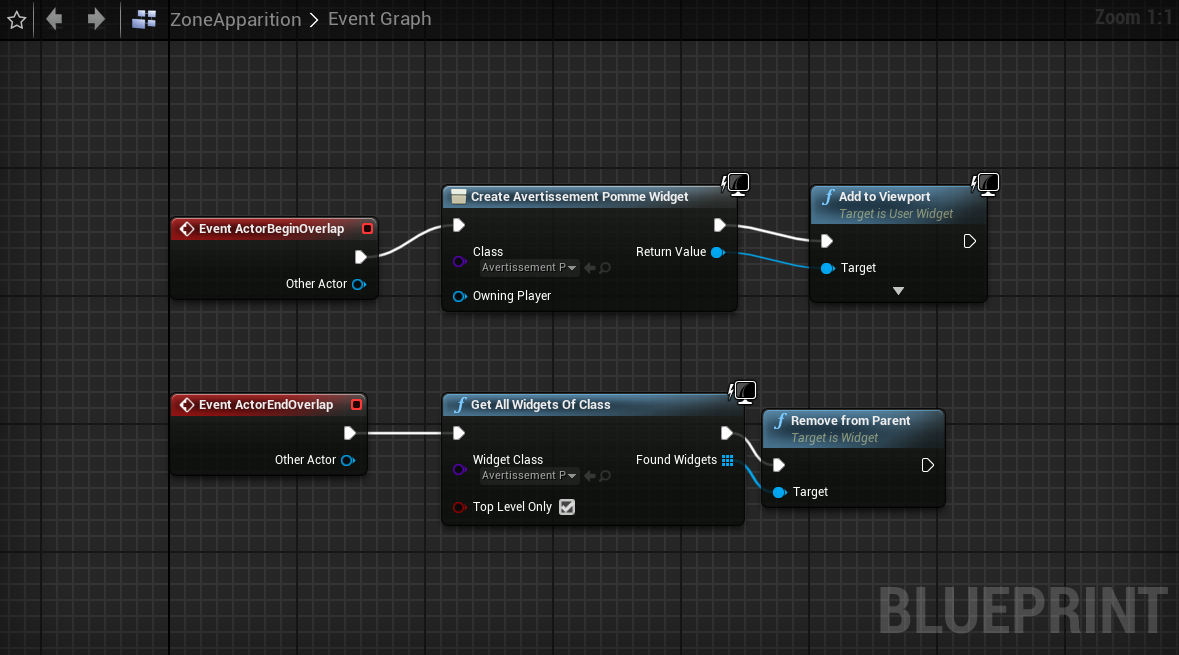 ZoneApparition > Event Graph
Zoom 1:1
Create Avertissement Pomme Widget
Class
Avertissement P
Owning Player
Return Value
Add to Viewport
Target is User Widget
Target
Event ActorBeginOverlap
Other Actor
Event ActorEndOverlap
Other Actor
Get All Widgets Of Class
Widget Class
Avertissement P
Top Level Only
Found Widgets
Remove from Parent
Target is Widget
Target
BLUEPRINT